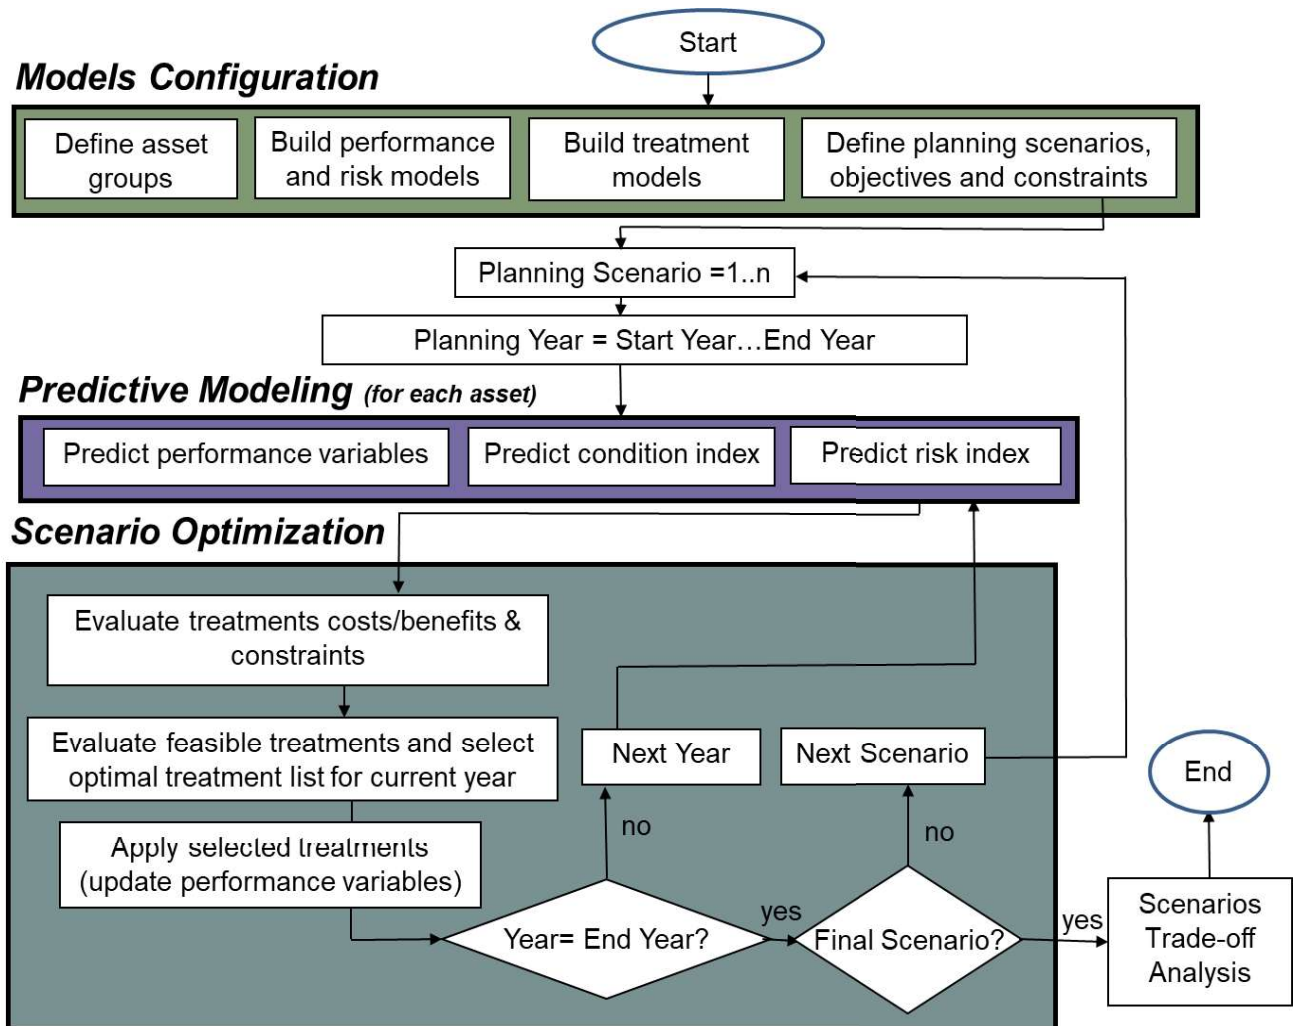 Start
Models Configuration
Define asset
groups
Build performance
and risk models
Build treatment
models
Define planning scenarios,
objectives and constraints
Planning Scenario =1..n
Planning Year = Start Year…End Year
Predictive Modeling (for each asset)
Predict performance variables
Predict condition index
Predict risk index
Scenario Optimization
Evaluate treatments costs/benefits &
constraints
Evaluate feasible treatments and select
optimal treatment list for current year
Apply selected treatments
(update performance variables)
Year= End Year?
no
Next Year
yes
Final Scenario?
no
Next Scenario
yes
Scenarios
Trade-off
Analysis
End